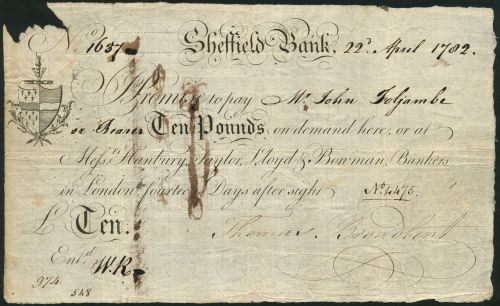 No. 1637 Sheffield Bank. 22d. April 1782.
I Promise to pay Mr. John Foljambe
or Bearer Ten Pounds, on demand here, or at
Messrs. Hanbury, Taylor, Lloyd & Bowman, Bankers
in London fourteen Days after sight No. 4475.
£ Ten. Thomas Broadbent
Entd. W.R.
974
548